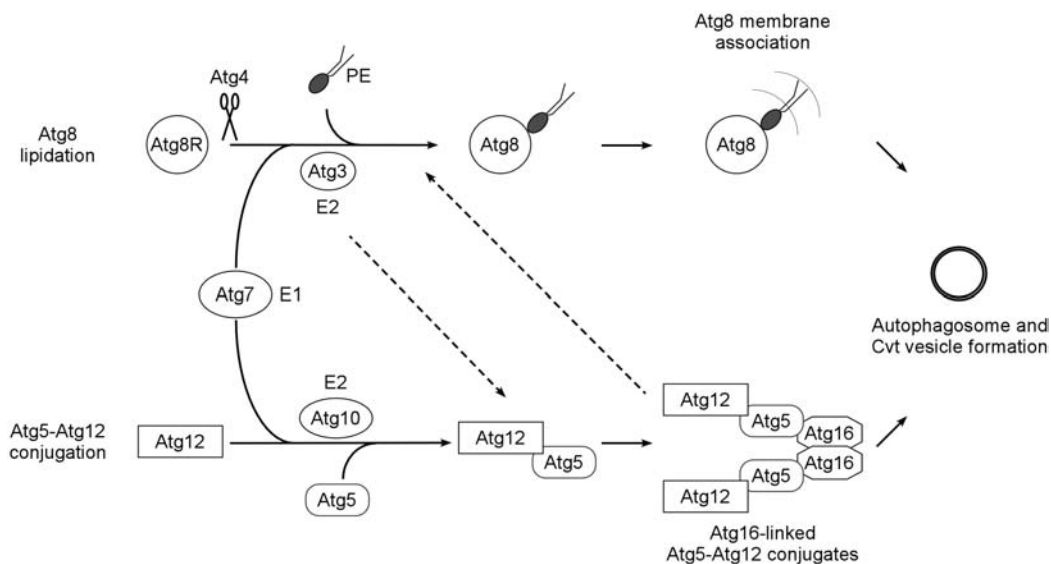 Atg8 membrane
association
Atg4
PE
Atg8
lipidation
Atg8R
Atg3
E2
Atg8
Atg8
Atg7
E1
Autophagosome and
Cvt vesicle formation
E2
Atg10
Atg5-Atg12
conjugation
Atg12
Atg5
Atg12
Atg5
Atg12
Atg5
Atg16
Atg16
Atg5
Atg12
Atg16-linked
Atg5-Atg12 conjugates